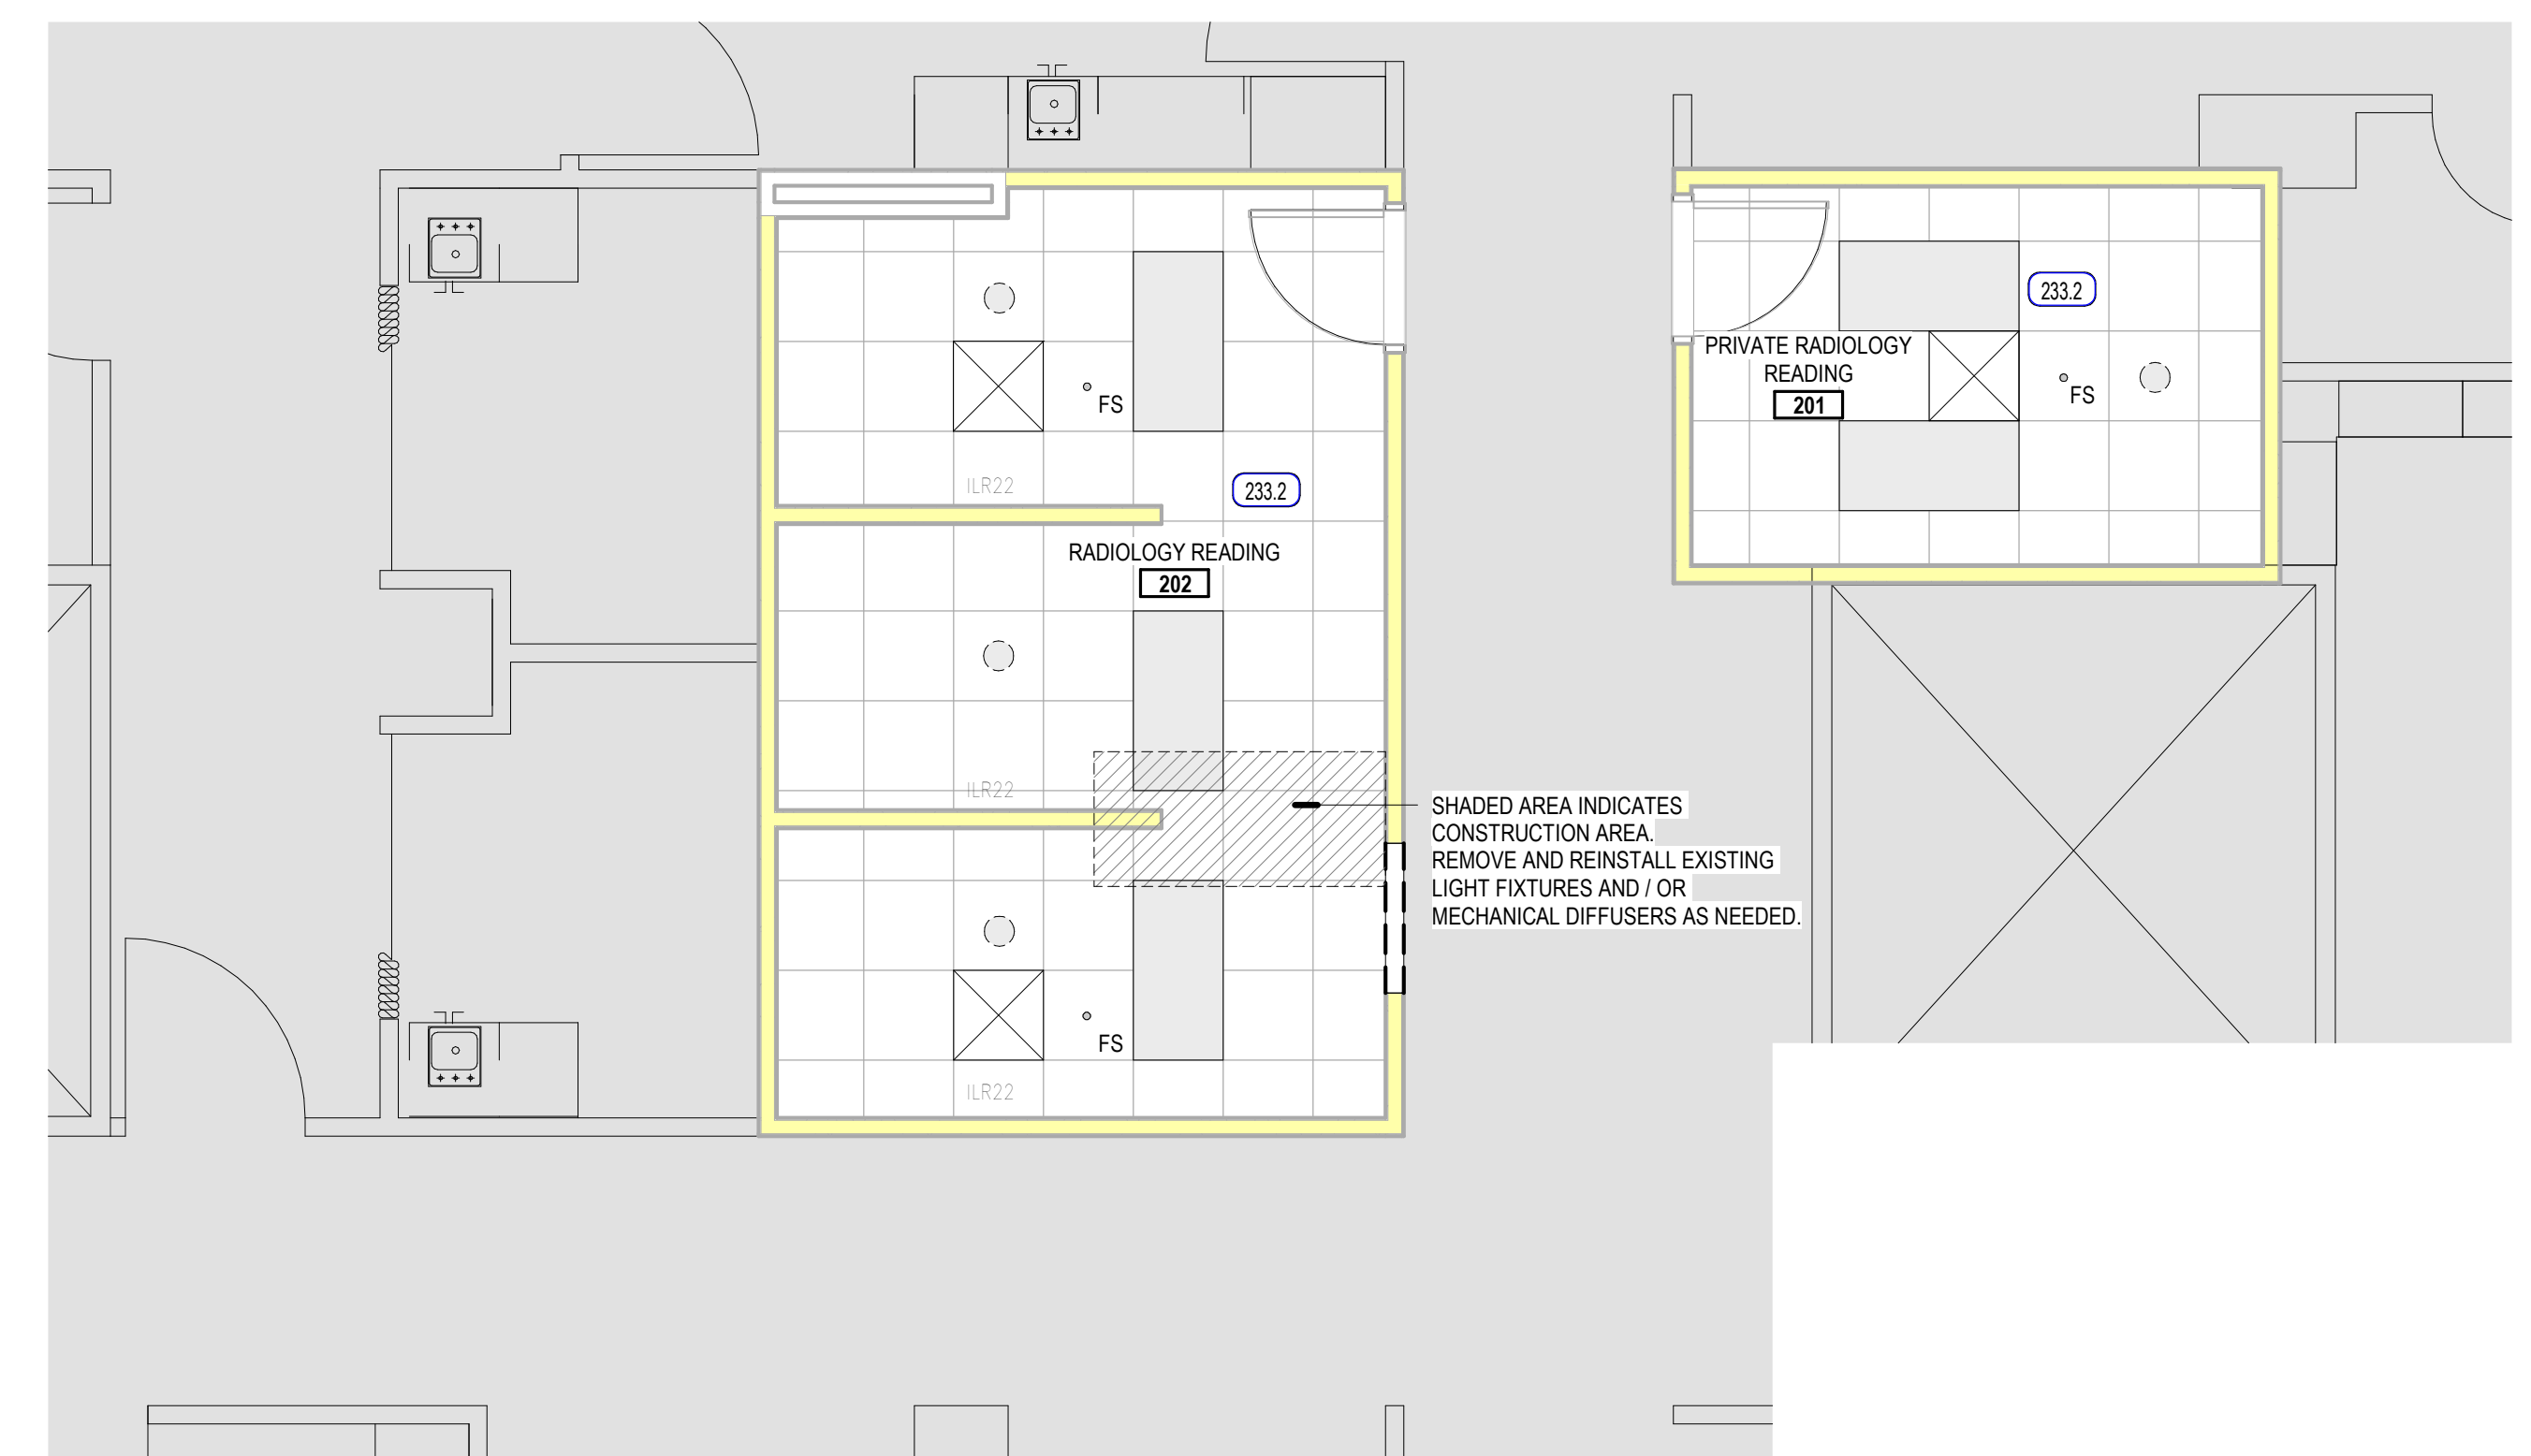 233.2
PRIVATE RADIOLOGY
READING
201
FS
FS
ILR22
233.2
RADIOLOGY READING
202
ILR22
SHADED AREA INDICATES
CONSTRUCTION AREA.
REMOVE AND REINSTALL EXISTING
LIGHT FIXTURES AND / OR
MECHANICAL DIFFUSERS AS NEEDED.
FS
ILR22